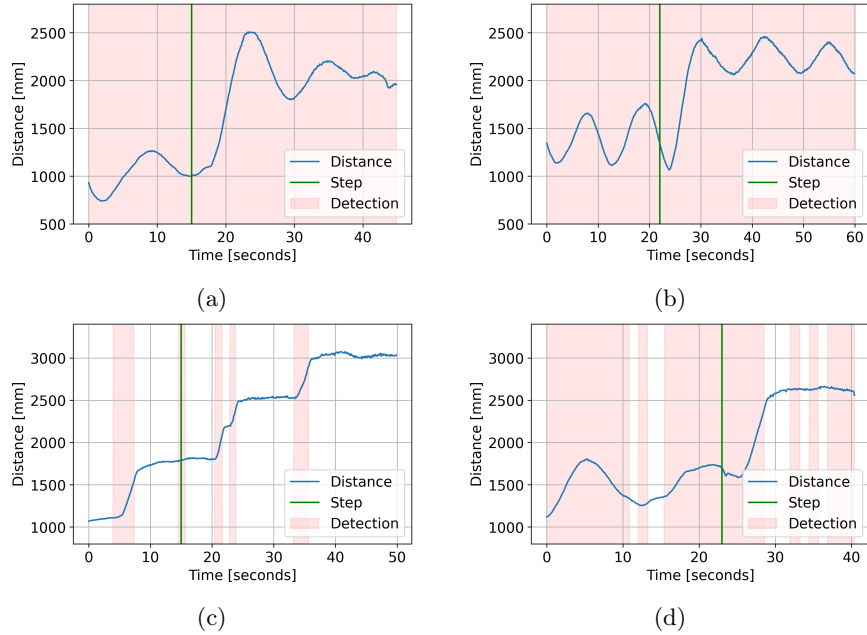 2500
2000
1500
1000
500
Distance [mm]
0 10 20 30 40
Time [seconds]
Distance
Step
Detection
(a)
2500
2000
1500
1000
500
Distance [mm]
0 10 20 30 40 50 60
Time [seconds]
Distance
Step
Detection
(b)
3000
2500
2000
1500
1000
Distance [mm]
0 10 20 30 40 50
Time [seconds]
Distance
Step
Detection
(c)
3000
2500
2000
1500
1000
Distance [mm]
0 10 20 30 40
Time [seconds]
Distance
Step
Detection
(d)